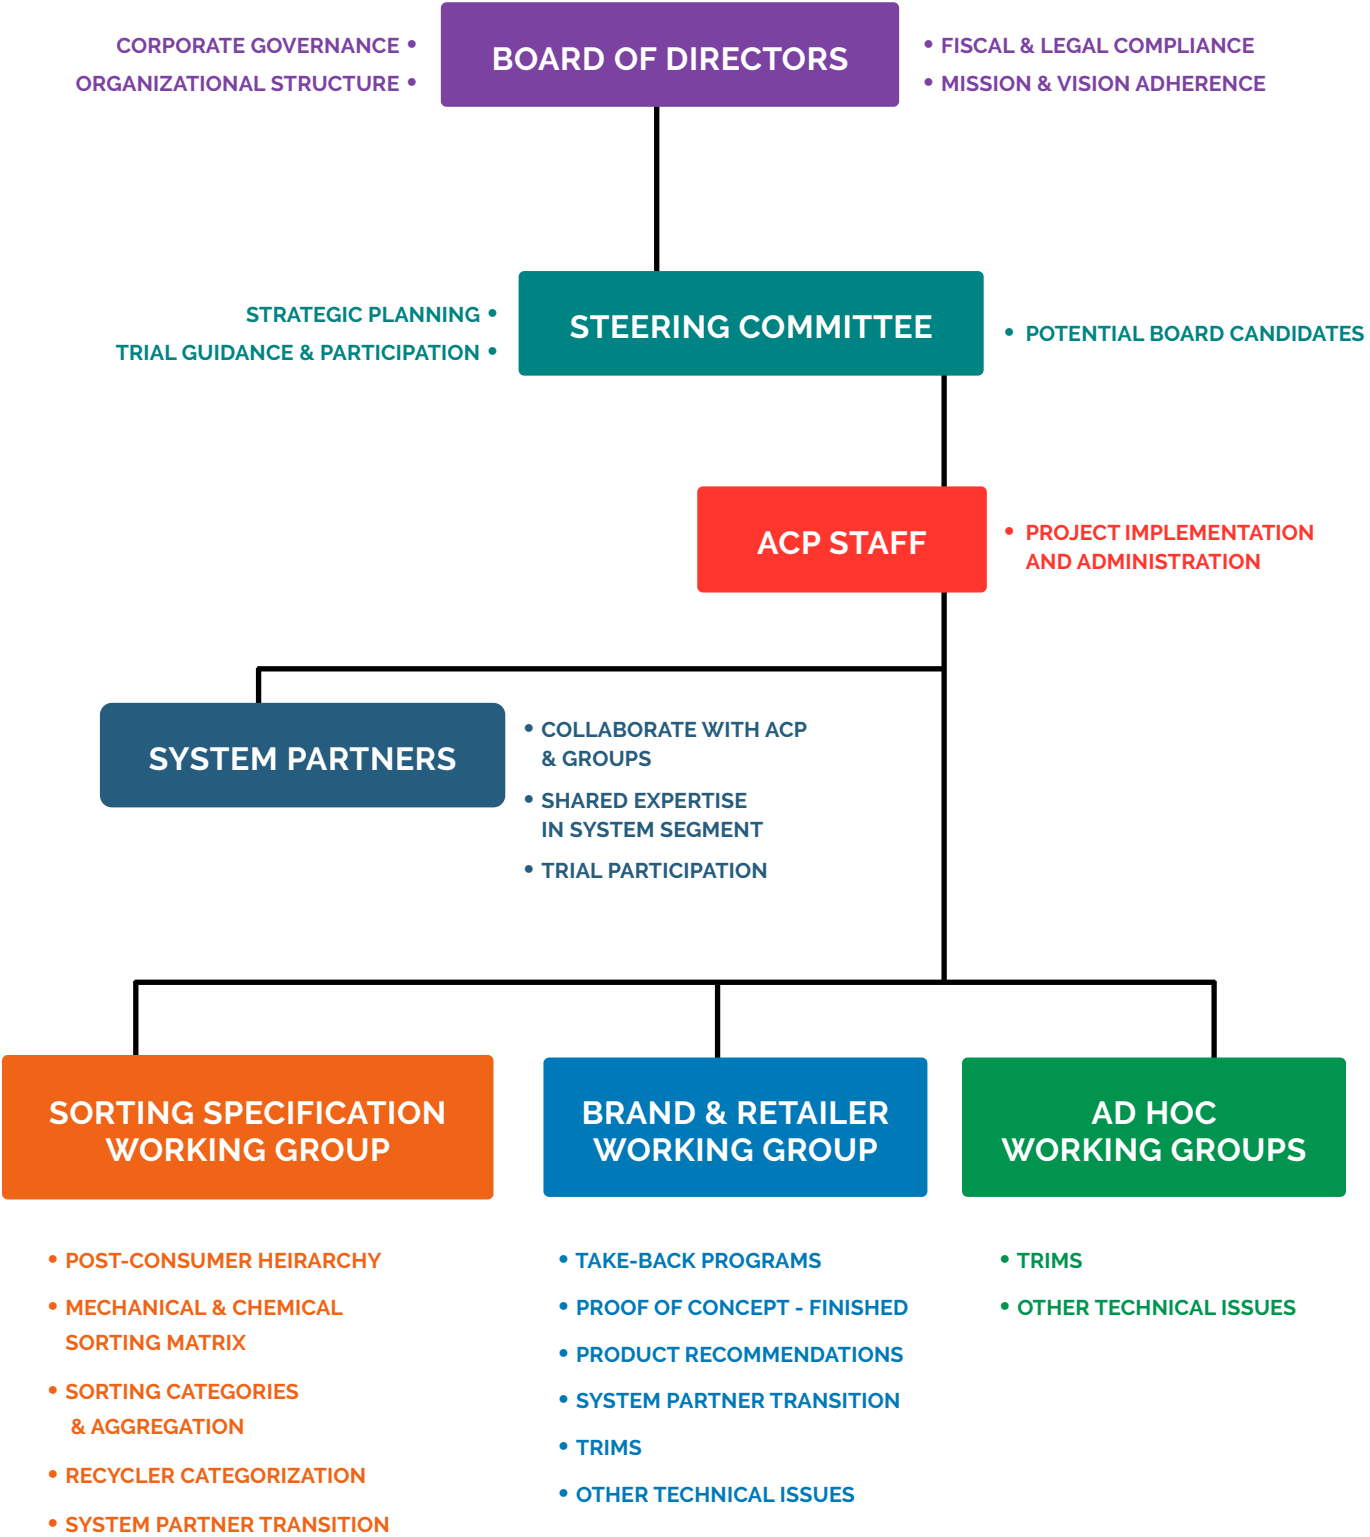 BOARD OF DIRECTORS
CORPORATE GOVERNANCE •
ORGANIZATIONAL STRUCTURE •
• FISCAL & LEGAL COMPLIANCE
• MISSION & VISION ADHERENCE
STEERING COMMITTEE
STRATEGIC PLANNING •
TRIAL GUIDANCE & PARTICIPATION •
• POTENTIAL BOARD CANDIDATES
ACP STAFF
• PROJECT IMPLEMENTATION
AND ADMINISTRATION
SYSTEM PARTNERS
• COLLABORATE WITH ACP
& GROUPS
• SHARED EXPERTISE
IN SYSTEM SEGMENT
• TRIAL PARTICIPATION
SORTING SPECIFICATION
WORKING GROUP
• POST-CONSUMER HEIRARCHY
• MECHANICAL & CHEMICAL
SORTING MATRIX
• SORTING CATEGORIES
& AGGREGATION
• RECYCLER CATEGORIZATION
• SYSTEM PARTNER TRANSITION
BRAND & RETAILER
WORKING GROUP
• TAKE-BACK PROGRAMS
• PROOF OF CONCEPT - FINISHED
• PRODUCT RECOMMENDATIONS
• SYSTEM PARTNER TRANSITION
• TRIMS
• OTHER TECHNICAL ISSUES
AD HOC
WORKING GROUPS
• TRIMS
• OTHER TECHNICAL ISSUES